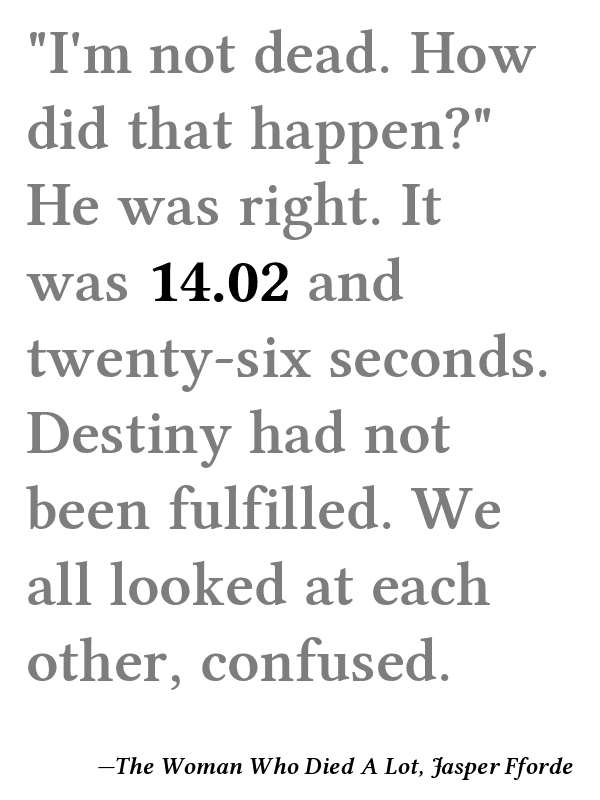 "I'm not dead. How
did that happen?"
He was right. It
was 14.02 and
twenty-six seconds.
Destiny had not
been fulfilled. We
all looked at each
other, confused.
—The Woman Who Died A Lot, Jasper Fforde